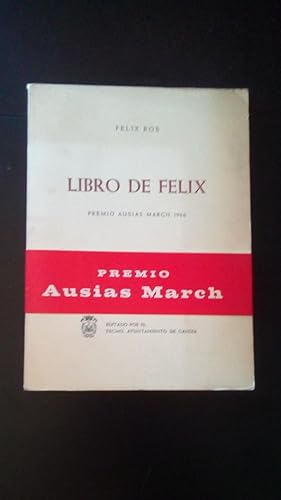 FELIX ROS
LIBRO DE FELIX
PREMIO AUSIAS MARCH 1966
PREMIO
Ausias March
EDITADO POR EL
EXCMO. AYUNTAMIENTO DE GANDIA